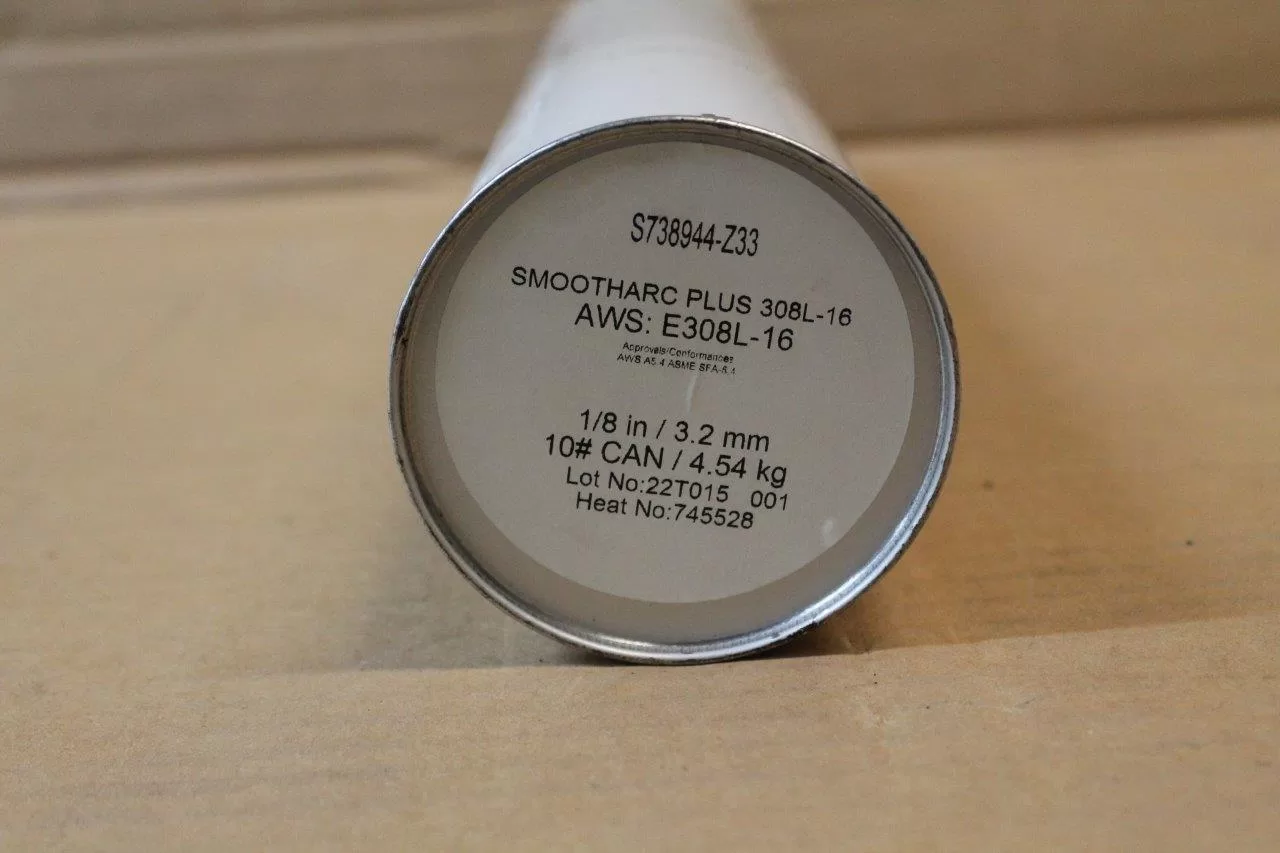 S738944-Z33
SMOOTHARC PLUS 308L-16
AWS: E308L-16
Approvals/Conformances
AWS A5.4 ASME SFA-5.4
1/8 in / 3.2 mm
10# CAN / 4.54 kg
Lot No:22T015 001
Heat No:745528